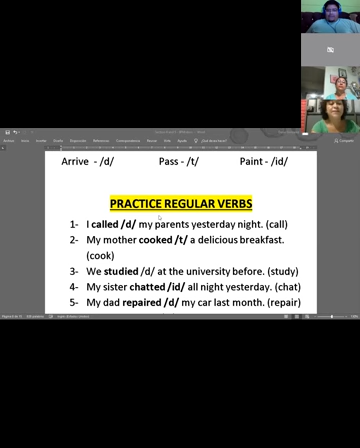 Arrive - /d/ Pass - /t/ Paint - /id/
PRACTICE REGULAR VERBS
1- I called /d/ my parents yesterday night. (call)
2- My mother cooked /t/ a delicious breakfast.
(cook)
3- We studied /d/ at the university before. (study)
4- My sister chatted /id/ all night yesterday. (chat)
5- My dad repaired /d/ my car last month. (repair)